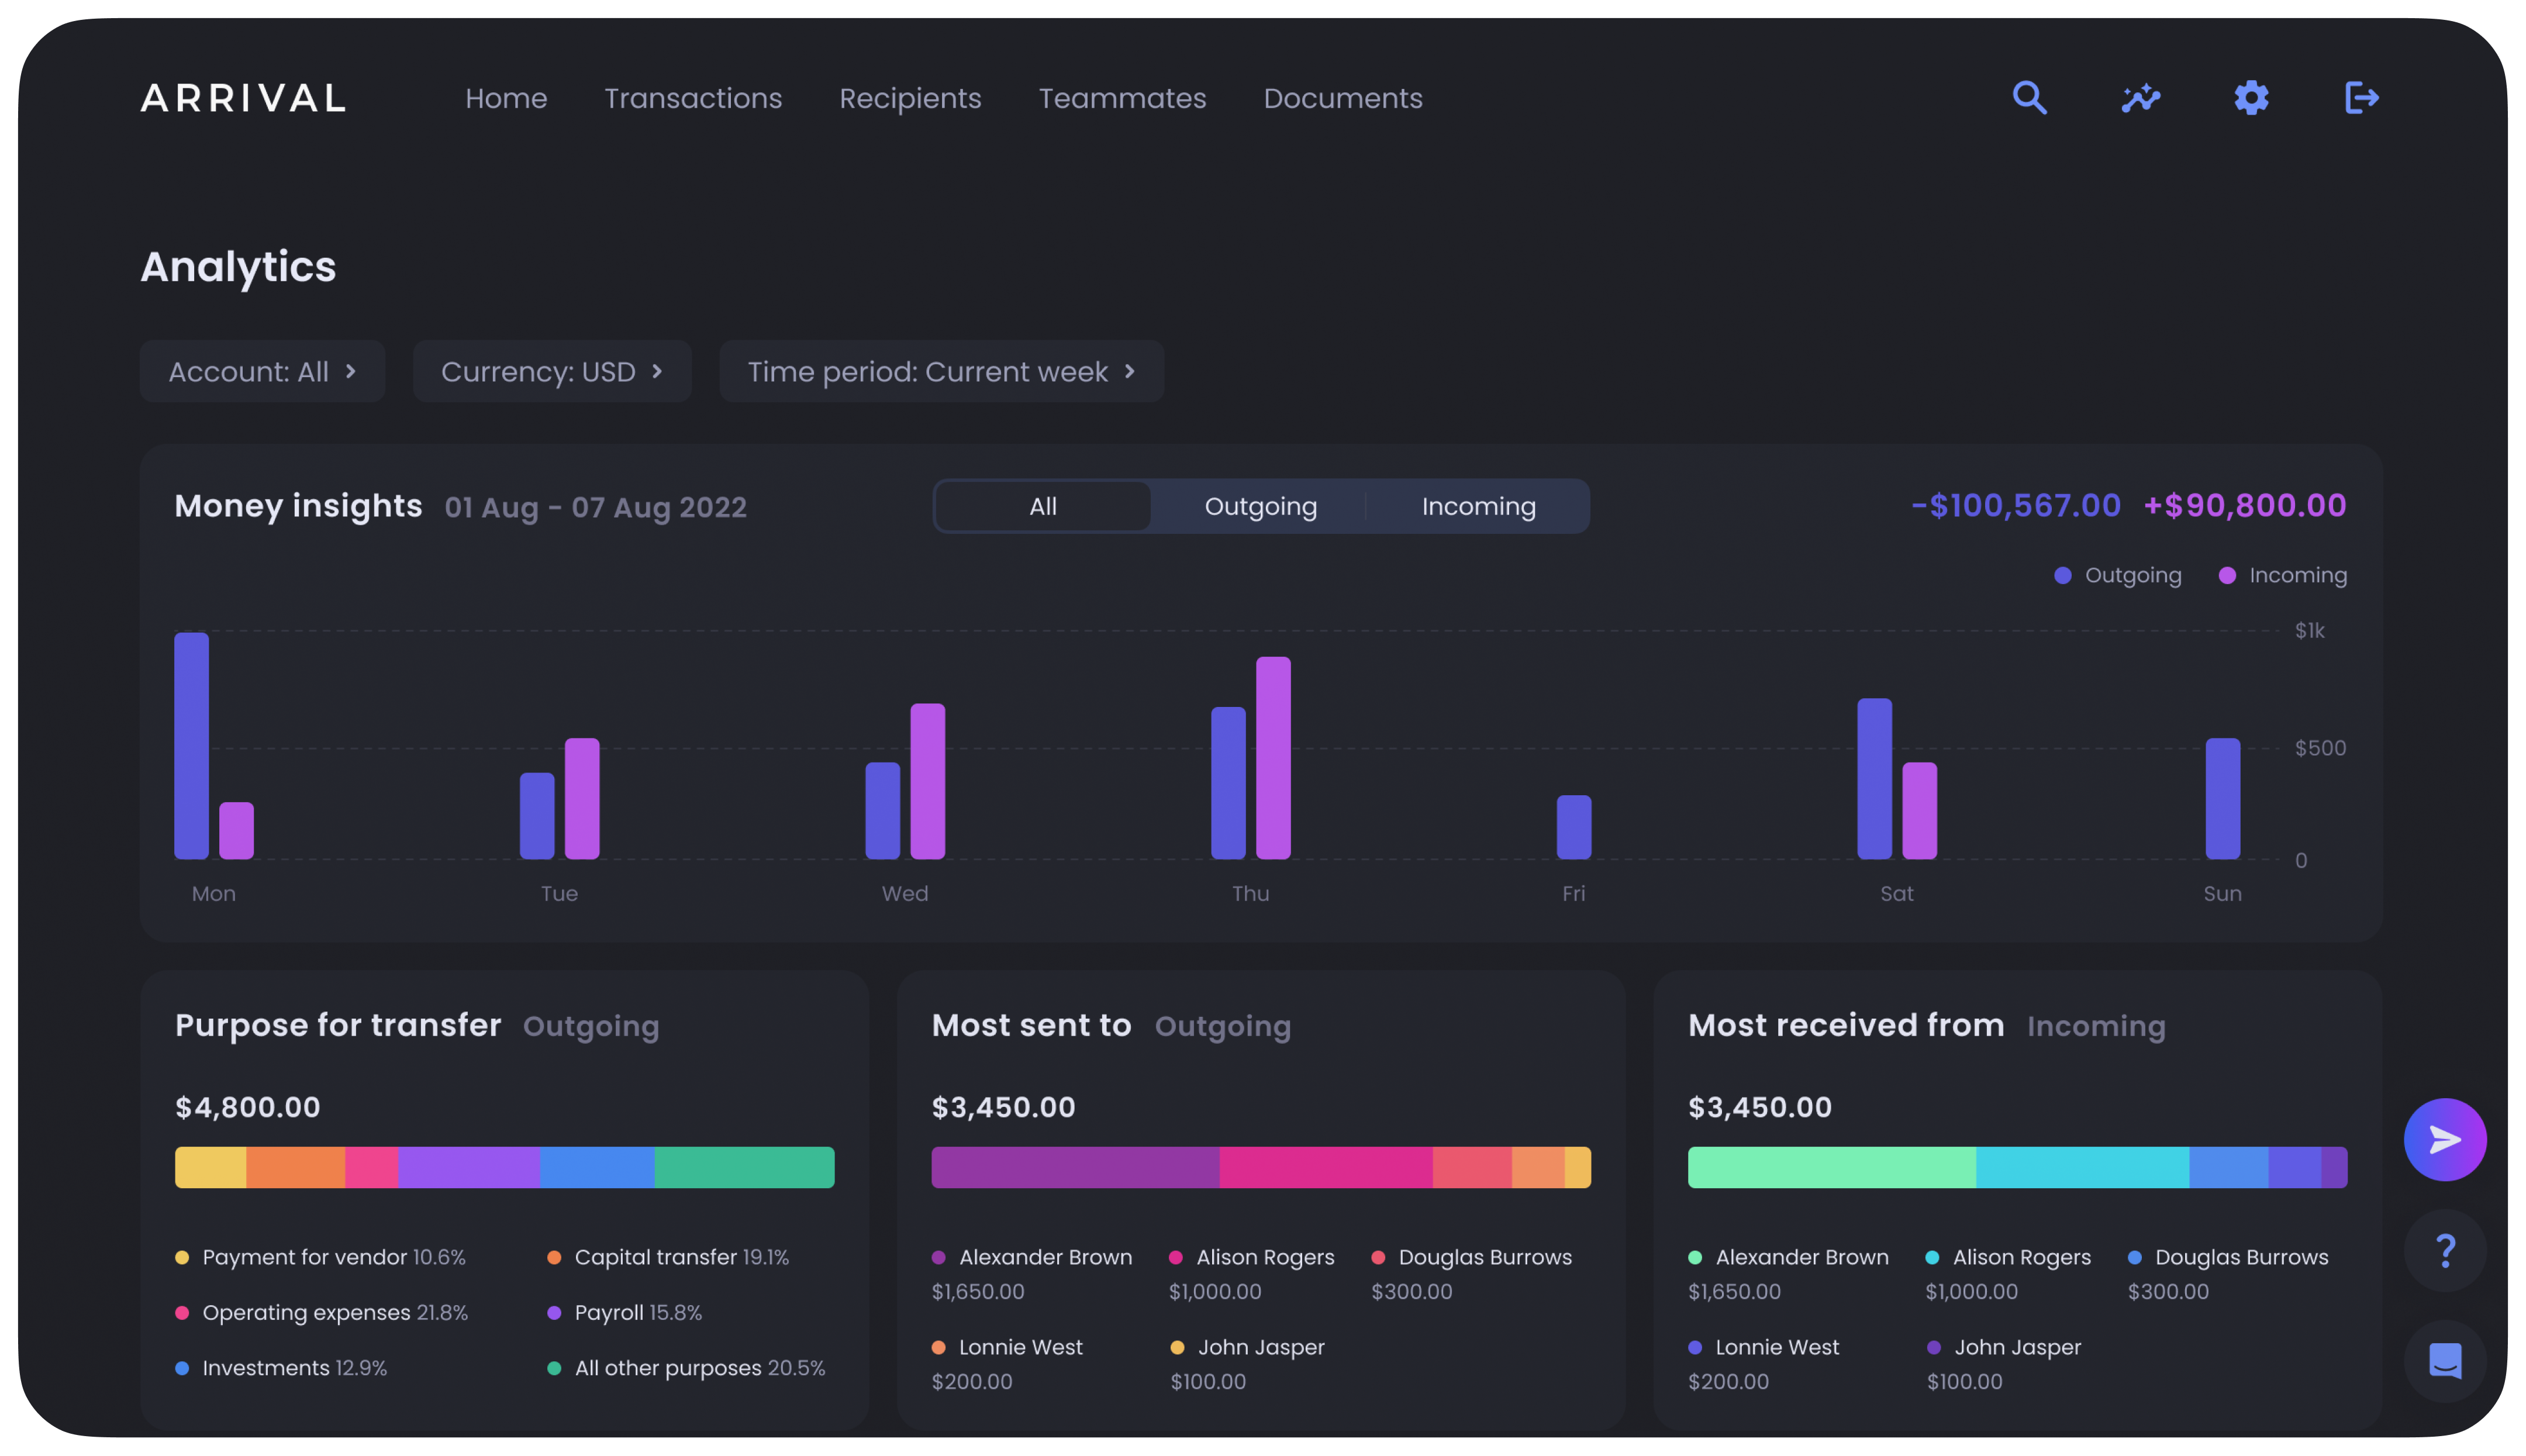 ARRIVAL Home Transactions Recipients Teammates Documents
Analytics
Account: All Currency: USD Time period: Current week
Money insights 01 Aug - 07 Aug 2022 All Outgoing Incoming -$100,567.00 +$90,800.00
Outgoing Incoming
$1k
$500
0
Mon Tue Wed Thu Fri Sat Sun
Purpose for transfer Outgoing
$4,800.00
Payment for vendor 10.6% Capital transfer 19.1%
Operating expenses 21.8% Payroll 15.8%
Investments 12.9% All other purposes 20.5%
Most sent to Outgoing
$3,450.00
Alexander Brown Alison Rogers Douglas Burrows
$1,650.00 $1,000.00 $300.00
Lonnie West John Jasper
$200.00 $100.00
Most received from Incoming
$3,450.00
Alexander Brown Alison Rogers Douglas Burrows
$1,650.00 $1,000.00 $300.00
Lonnie West John Jasper
$200.00 $100.00
?